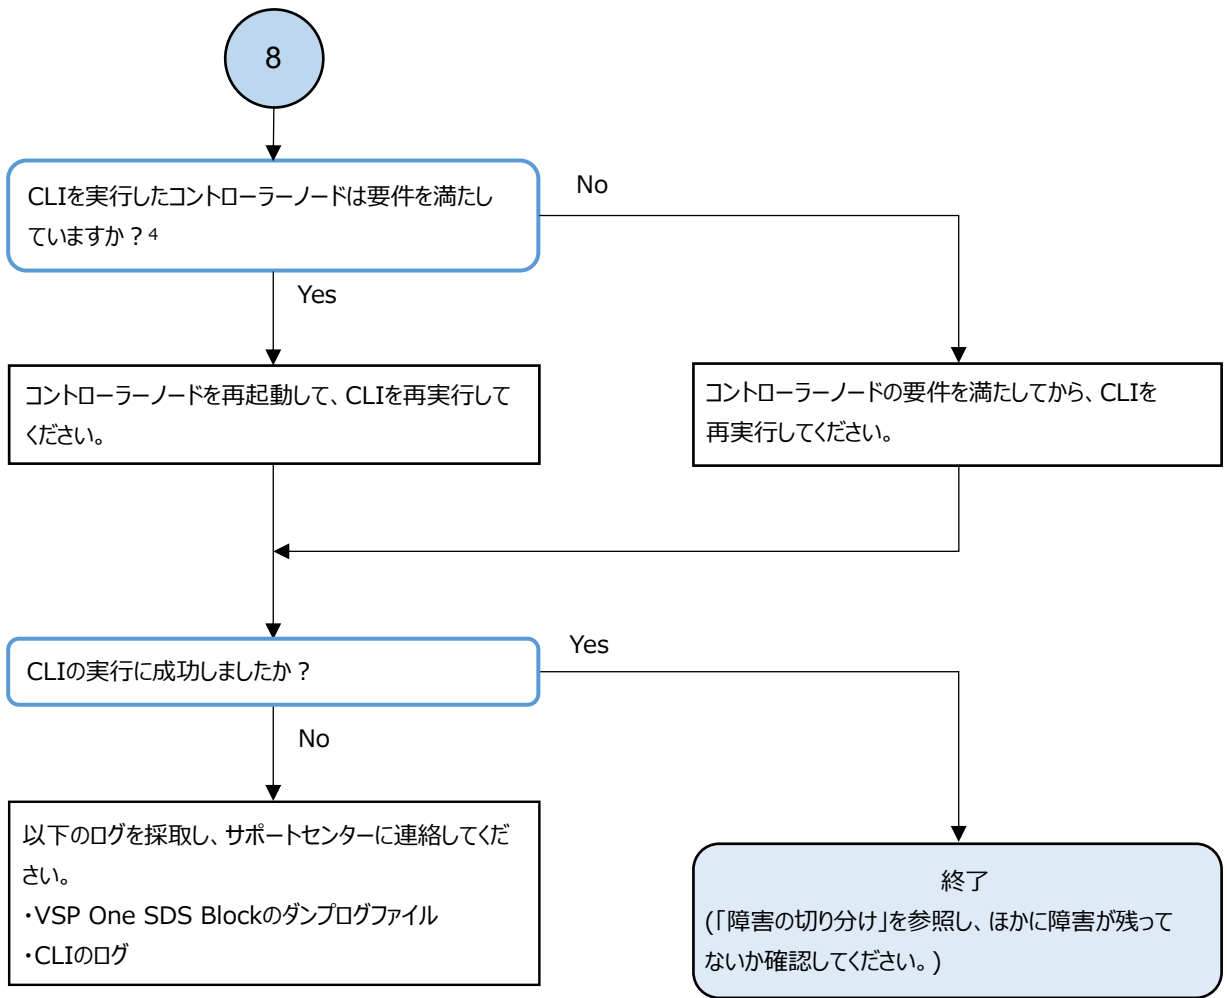 8
CLIを実行したコントローラーノードは要件を満たし
ていますか？4
No
Yes
コントローラーノードを再起動して、CLIを再実行して
ください。
コントローラーノードの要件を満たしてから、CLIを
再実行してください。
CLIの実行に成功しましたか？
Yes
No
以下のログを採取し、サポートセンターに連絡してくだ
さい。
・VSP One SDS Blockのダンプログファイル
・CLIのログ
終了
(「障害の切り分け」を参照し、ほかに障害が残って
ないか確認してください。)